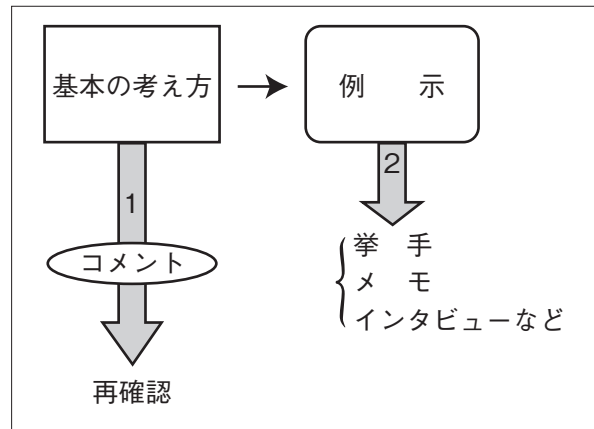 基本の考え方
例　示
1
2
コメント
挙　手
メ　モ
インタビューなど
再確認